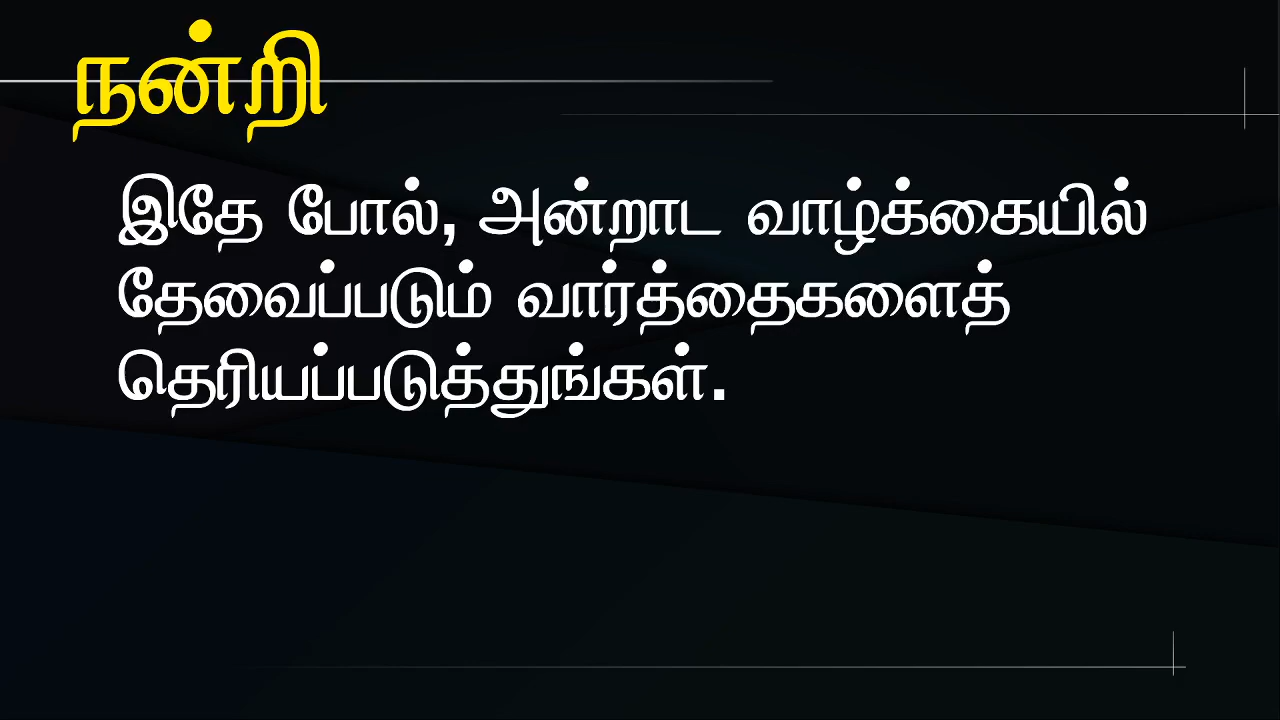 நன்றி
இதே போல், அன்றாட வாழ்க்கையில்
தேவைப்படும் வார்த்தைகளைத்
தெரியப்படுத்துங்கள்.